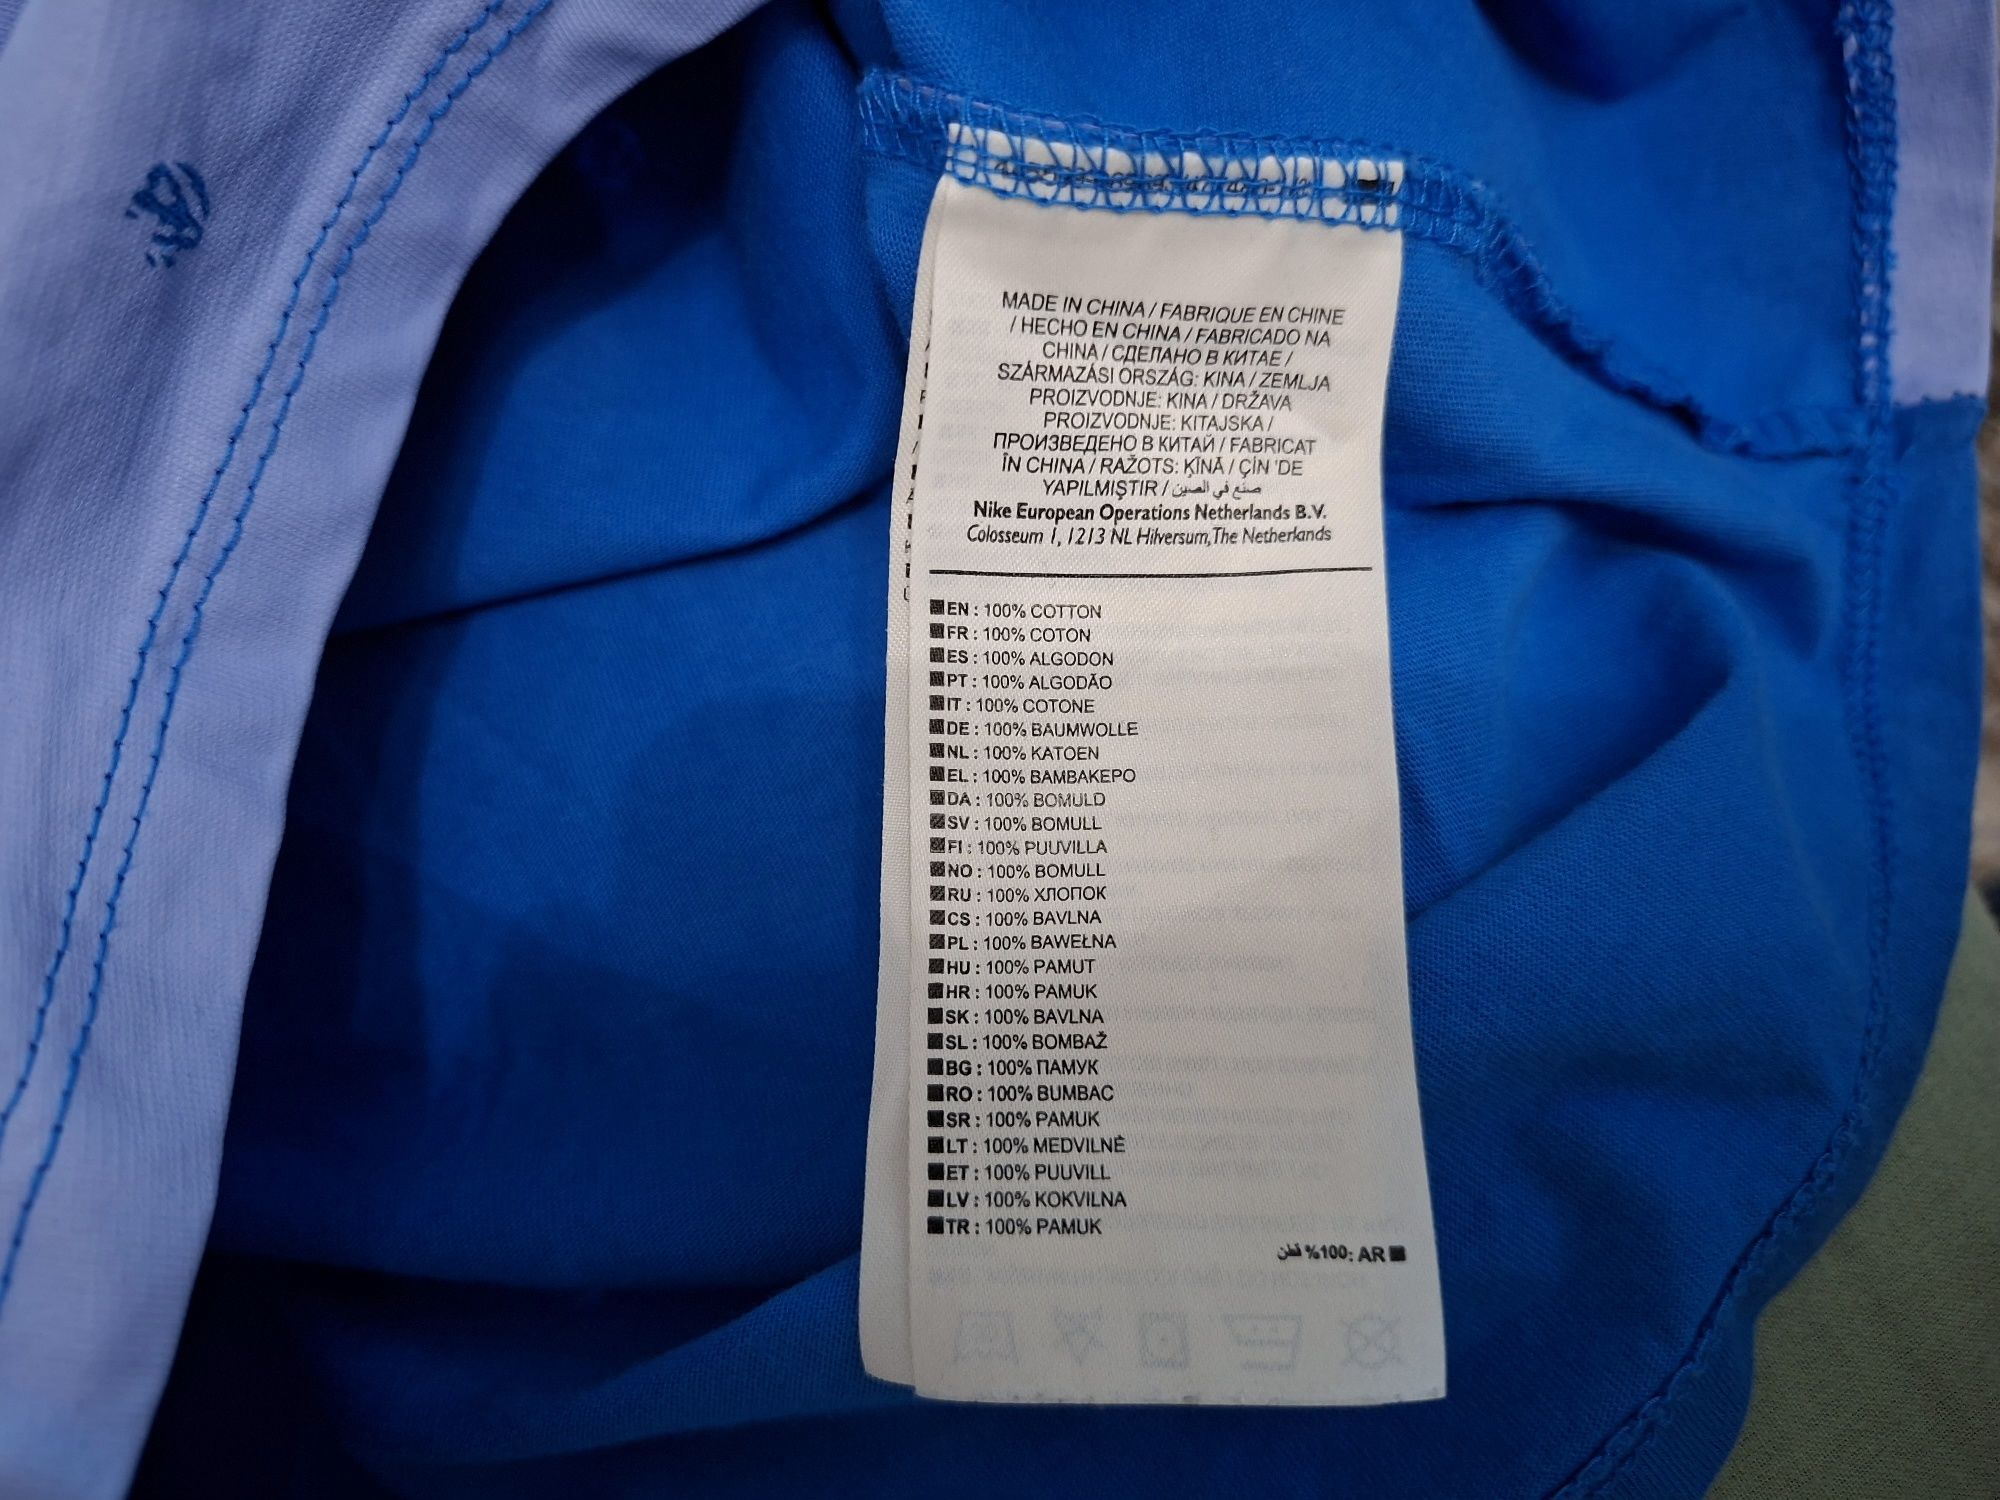 MADE IN CHINA / FABRIQUE EN CHINE
/ HECHO EN CHINA / FABRICADO NA
CHINA / СДЕЛАНО В КИТАЕ /
SZÁRMAZÁSI ORSZÁG: KINA / ZEMLJA
PROIZVODNJE: KINA / DRŽAVA
PROIZVODNJE: KITAJSKA /
ПРОИЗВЕДЕНО В КИТАЙ / FABRICAT
ÎN CHINA / RAŽOTS: ĶĪNĀ / ÇİN 'DE
YAPILMIŞTIR / صنع في الصين
Nike European Operations Netherlands B.V.
Colosseum 1, 1213 NL Hilversum, The Netherlands
EN : 100% COTTON
FR : 100% COTON
ES : 100% ALGODON
PT : 100% ALGODÃO
IT : 100% COTONE
DE : 100% BAUMWOLLE
NL : 100% KATOEN
EL : 100% ΒΑΜΒΑΚΕΡΟ
DA : 100% BOMULD
SV : 100% BOMULL
FI : 100% PUUVILLA
NO : 100% BOMULL
RU : 100% ХЛОПОК
CS : 100% BAVLNA
PL : 100% BAWEŁNA
HU : 100% PAMUT
HR : 100% PAMUK
SK : 100% BAVLNA
SL : 100% BOMBAŽ
BG : 100% ПАМУК
RO : 100% BUMBAC
SR : 100% PAMUK
LT : 100% MEDVILNĖ
ET : 100% PUUVILL
LV : 100% KOKVILNA
TR : 100% PAMUK
AR :100% قطن